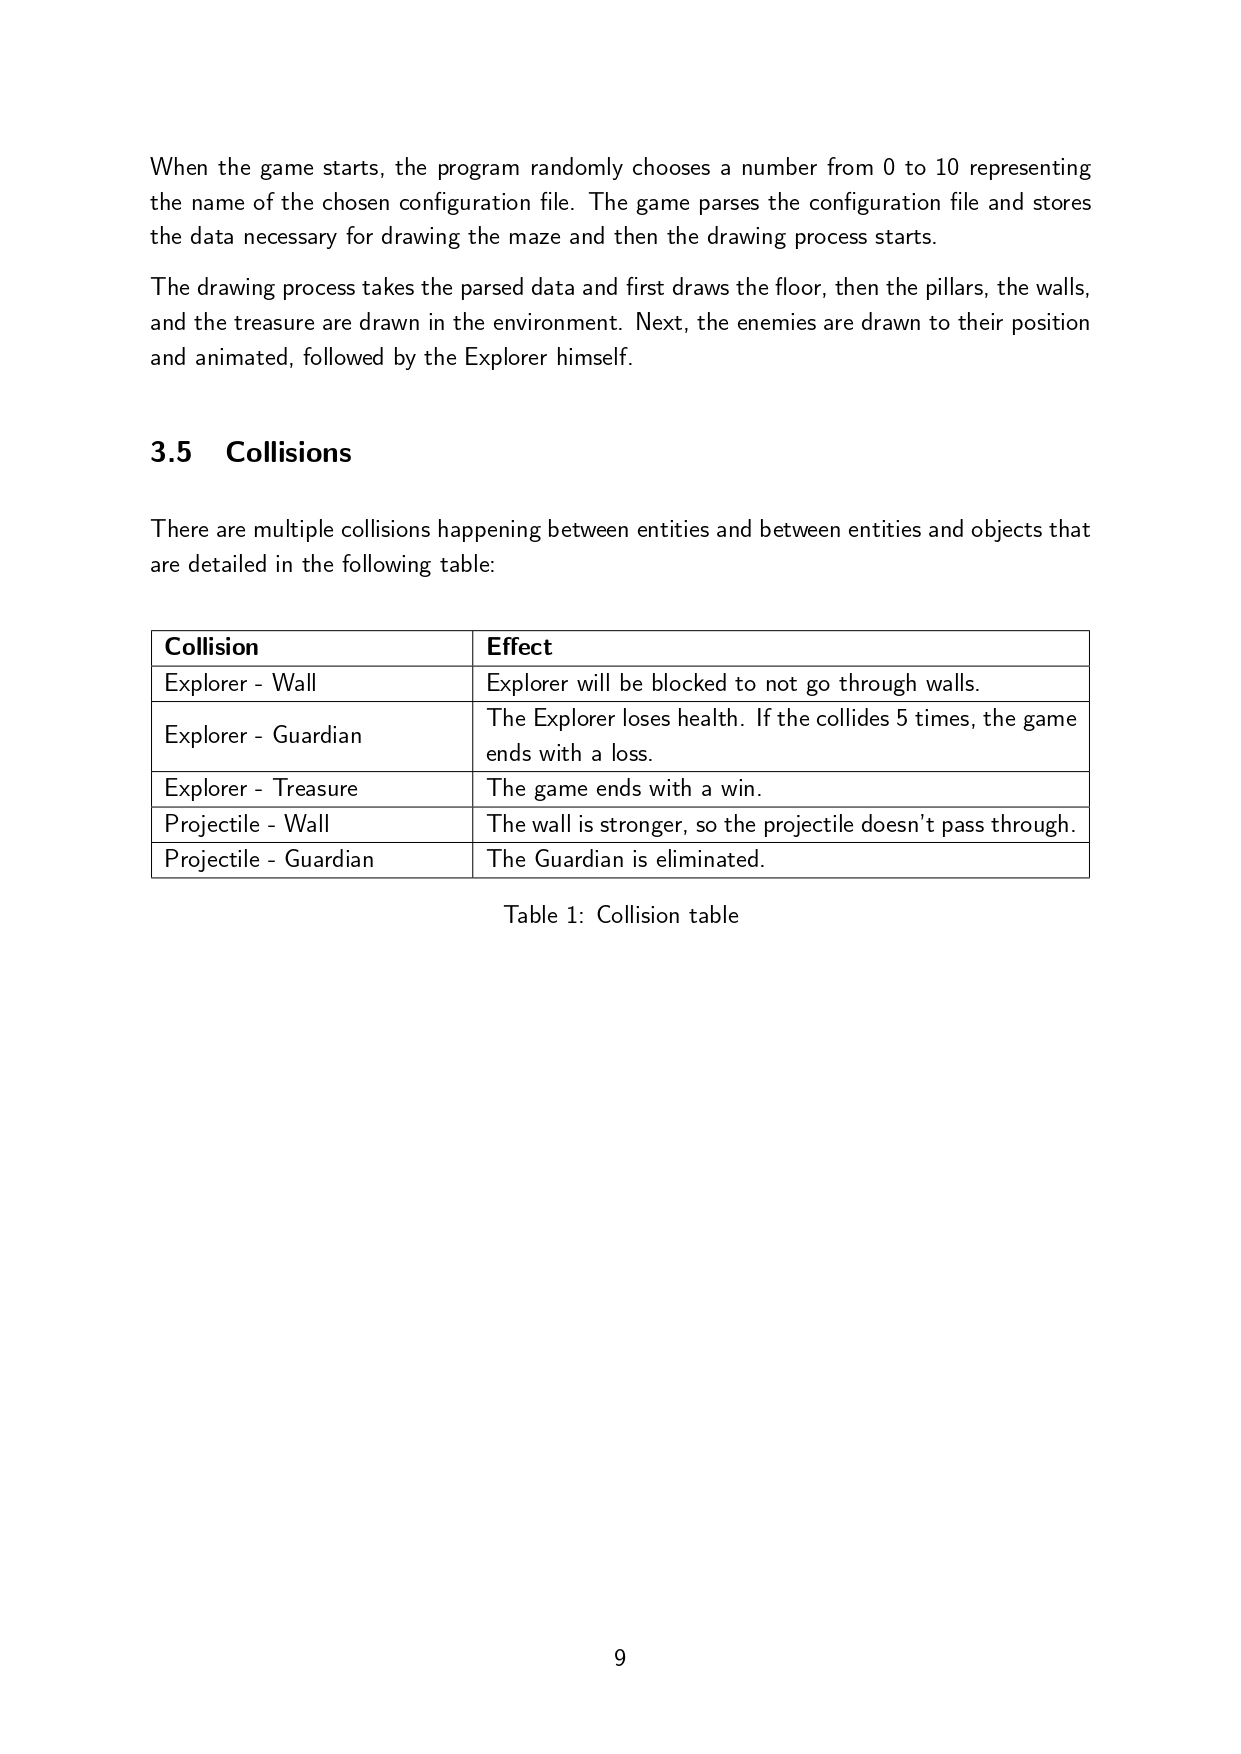 When the game starts, the program randomly chooses a number from 0 to 10 representing
the name of the chosen configuration file. The game parses the configuration file and stores
the data necessary for drawing the maze and then the drawing process starts.
The drawing process takes the parsed data and first draws the floor, then the pillars, the walls,
and the treasure are drawn in the environment. Next, the enemies are drawn to their position
and animated, followed by the Explorer himself.
3.5 Collisions
There are multiple collisions happening between entities and between entities and objects that
are detailed in the following table:
Collision Effect
Explorer - Wall Explorer will be blocked to not go through walls.
Explorer - Guardian The Explorer loses health. If the collides 5 times, the game
ends with a loss.
Explorer - Treasure The game ends with a win.
Projectile - Wall The wall is stronger, so the projectile doesn't pass through.
Projectile - Guardian The Guardian is eliminated.
Table 1: Collision table
9